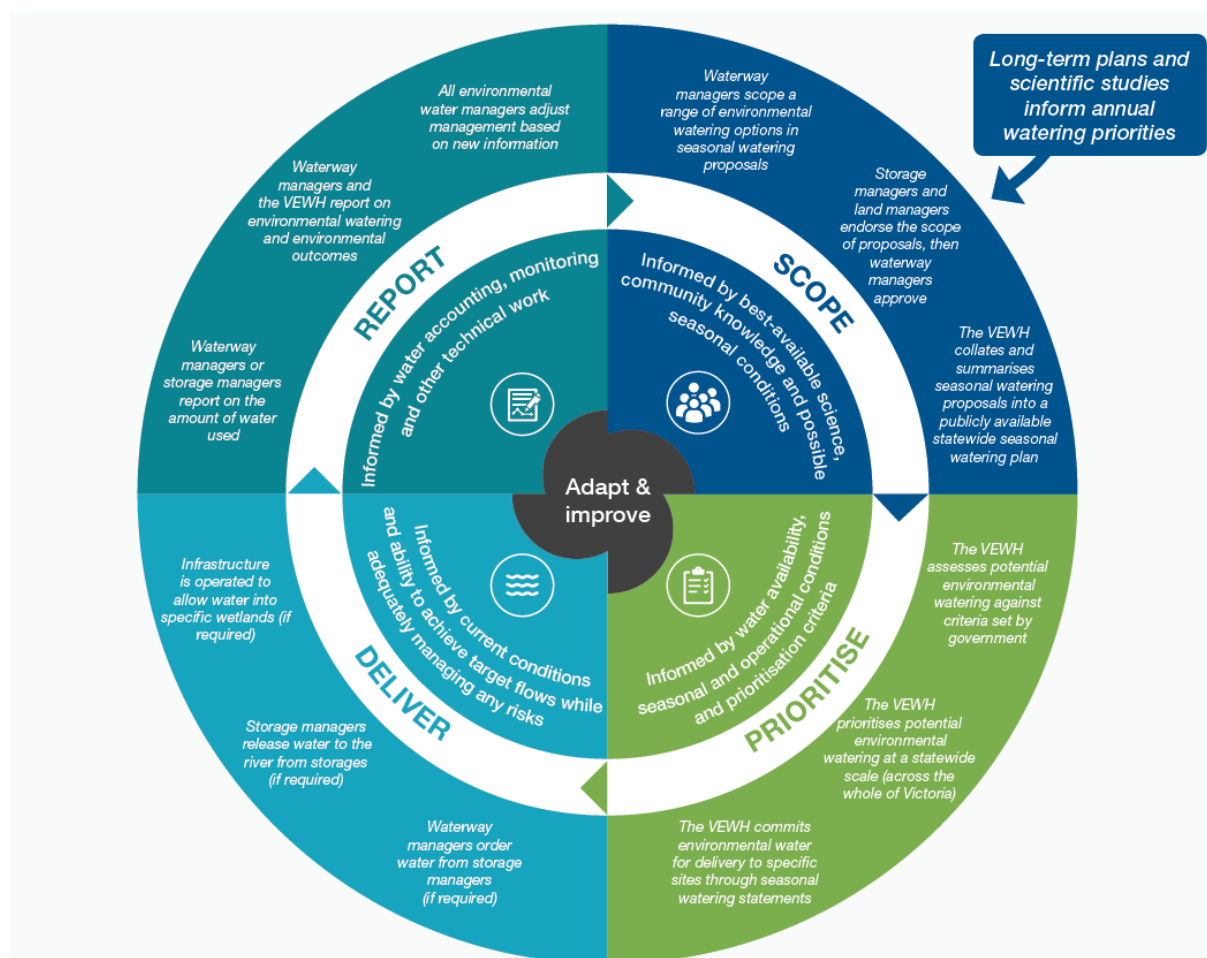 Long-term plans and
scientific studies
inform annual
watering priorities
Waterway
managers scope a
range of environmental
watering options in
seasonal watering
proposals
Storage
managers and
land managers
endorse the scope
of proposals, then
waterway
managers
approve
The VEWH
collates and
summarises
seasonal watering
proposals into a
publicly available
statewide seasonal
watering plan
SCOPE
Informed by best-available science,
community knowledge and possible
seasonal conditions
The VEWH
assesses potential
environmental
watering against
criteria set by
government
The VEWH
prioritises potential
environmental
watering at a statewide
scale (across the
whole of Victoria)
The VEWH commits
environmental water
for delivery to specific
sites through seasonal
watering statements
PRIORITISE
Informed by water availability,
seasonal and operational conditions
and prioritisation criteria
Waterway
managers order
water from storage
managers
(if required)
Storage managers
release water to the
river from storages
(if required)
Infrastructure
is operated to
allow water into
specific wetlands (if
required)
DELIVER
Informed by current conditions
and ability to achieve target flows while
adequately managing any risks
Waterway
managers or
storage managers
report on the
amount of water
used
Waterway
managers and
the VEWH report on
environmental watering
and environmental
outcomes
All environmental
water managers adjust
management based
on new information
REPORT
Informed by water accounting, monitoring
and other technical work
Adapt &
improve